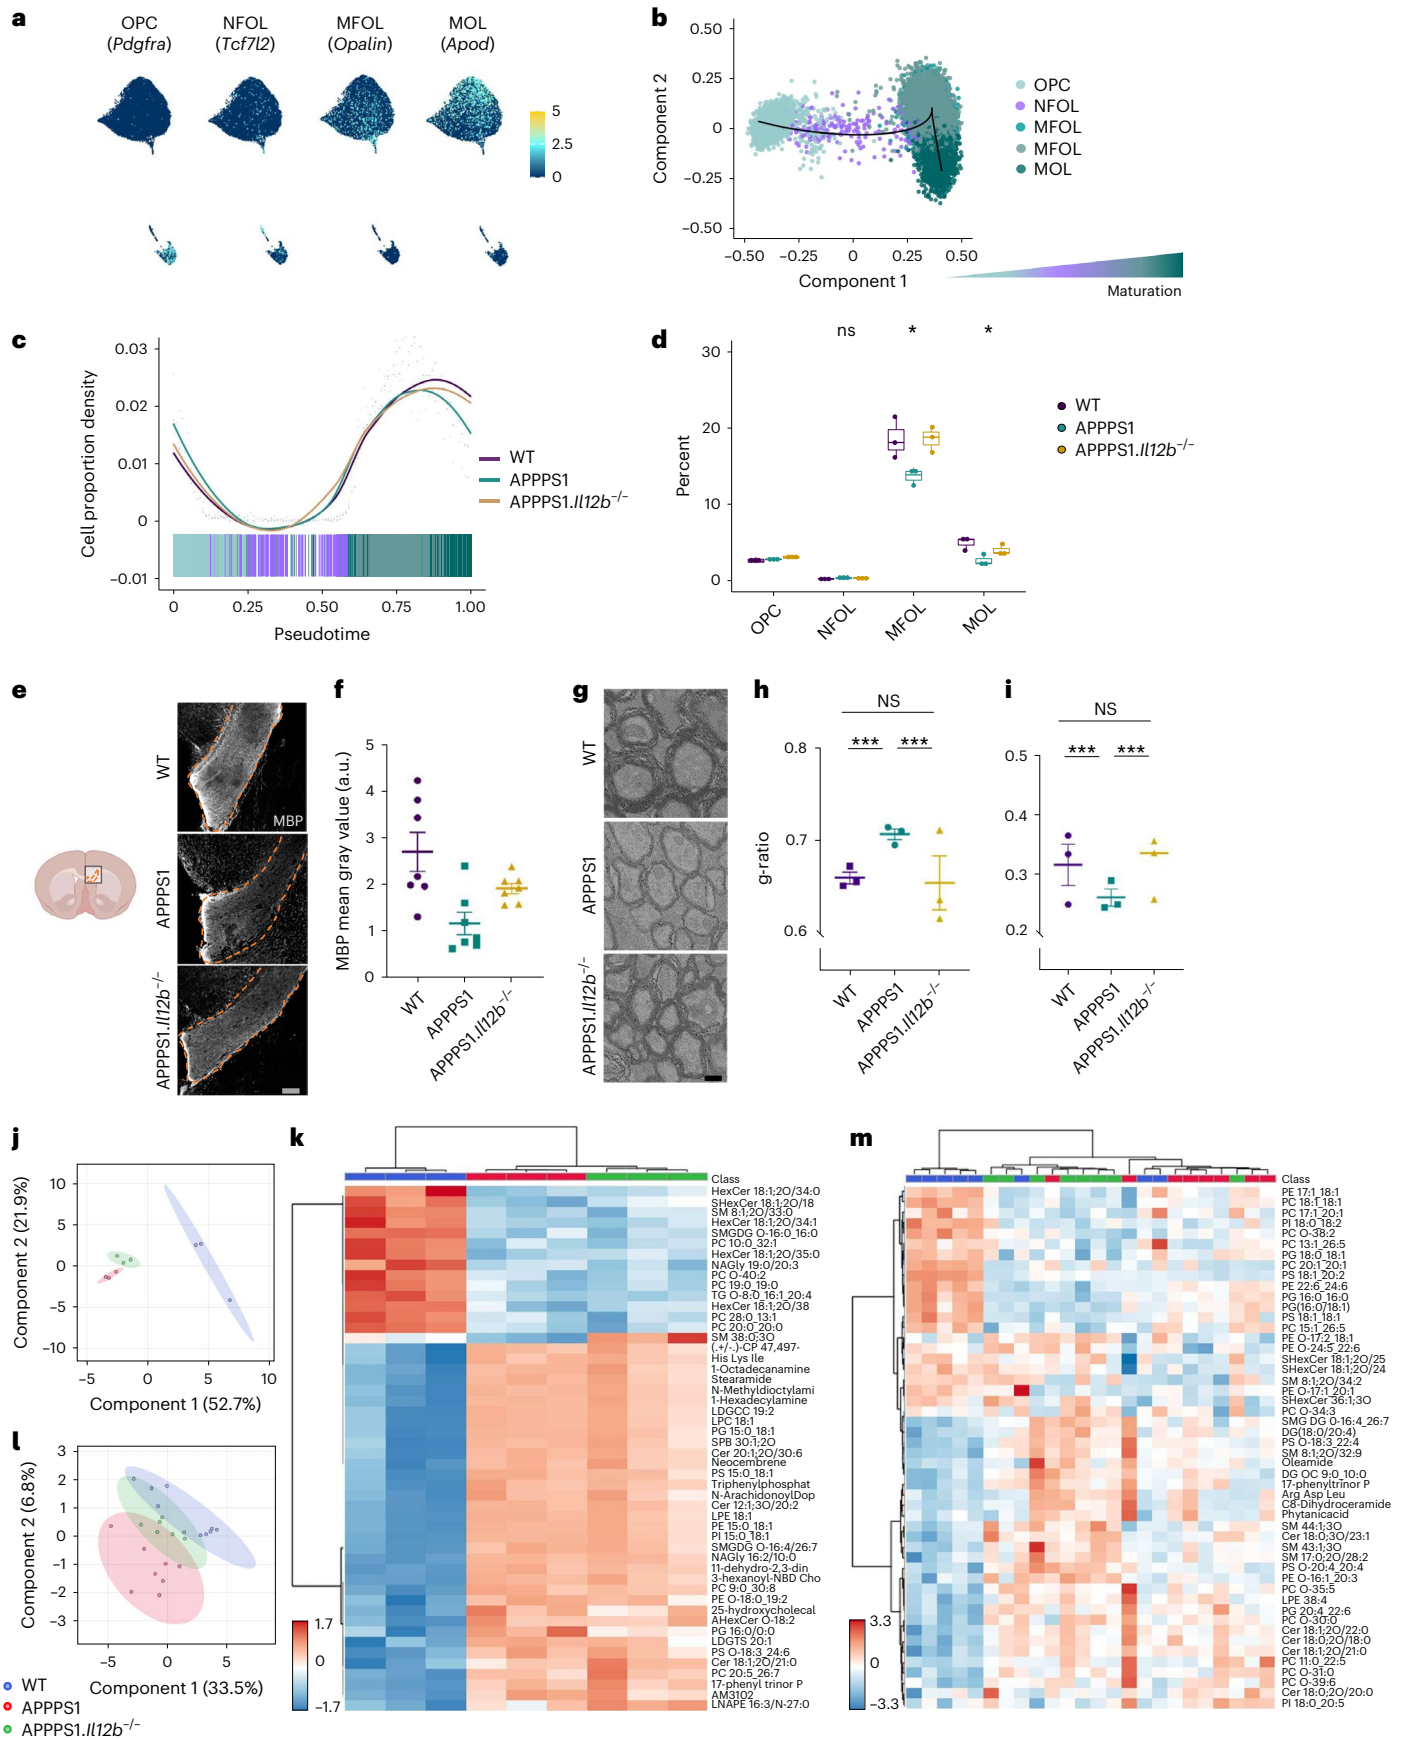 a
OPC
(Pdgfra)
NFOL
(Tcf7l2)
MFOL
(Opalin)
MOL
(Apod)
5
2.5
0
b
Component 2
0.50
0.25
0
−0.25
−0.50
−0.50
−0.25
0
0.25
0.50
Component 1
OPC
NFOL
MFOL
MFOL
MOL
Maturation
c
Cell proportion density
0.03
0.02
0.01
0
−0.01
0
0.25
0.50
0.75
1.00
Pseudotime
WT
APPPS1
APPPS1.Il12b−/−
d
Percent
30
20
10
0
ns
*
*
OPC
NFOL
MFOL
MOL
WT
APPPS1
APPPS1.Il12b−/−
e
WT
MBP
APPPS1
APPPS1.Il12b−/−
f
MBP mean gray value (a.u.)
5
4
3
2
1
0
WT
APPPS1
APPPS1.Il12b−/−
g
WT
APPPS1
APPPS1.Il12b−/−
h
NS
***
***
g-ratio
0.8
0.7
0.6
WT
APPPS1
APPPS1.Il12b−/−
i
NS
***
***
0.5
0.4
0.3
0.2
WT
APPPS1
APPPS1.Il12b−/−
j
Component 2 (21.9%)
10
5
0
−5
−10
−5
0
5
10
Component 1 (52.7%)
k
Class
HexCer 18:1;2O/34:0
SHexCer 18:1;2O/18
SM 8:1;2O/33:0
HexCer 18:1;2O/34:1
SMGDG O-16:0_16:0
PC 10:0_32:1
HexCer 18:1;2O/35:0
NAGly 19:0/20:3
PC O-40:2
PC 19:0_19:0
TG O-8:0_16:1_20:4
HexCer 18:1;2O/38
PC 28:0_13:1
PC 20:0_20:0
SM 38:0;3O
(.+/-.)-CP 47,497-
His Lys Ile
1-Octadecanamine
Stearamide
N-Methyldioctylami
1-Hexadecylamine
LDGCC 19:2
LPC 18:1
PG 15:0_18:1
SPB 30:1;2O
Cer 20:1;2O/30:6
Neocembrene
PS 15:0_18:1
Triphenylphosphat
N-ArachidonoylDop
Cer 12:1;3O/20:2
LPE 18:1
PE 15:0_18:1
PI 15:0_18:1
SMGDG O-16:4/26:7
NAGly 16:2/10:0
11-dehydro-2,3-din
3-hexanoyl-NBD Cho
PC 9:0_30:8
PE O-18:0_19:2
25-hydroxycholecal
AHexCer O-18:2
PG 16:0/0:0
LDGTS 20:1
PS O-18:3_24:6
Cer 18:1;2O/21:0
PC 20:5_26:7
17-phenyl trinor P
AM3102
LNAPE 16:3/N-27:0
1.7
0
−1.7
l
Component 2 (6.8%)
3
2
1
0
−1
−2
−3
−5
0
5
Component 1 (33.5%)
WT
APPPS1
APPPS1.Il12b−/−
m
Class
PE 17:1_18:1
PC 18:1_18:1
PC 17:1_20:1
PI 18:0_18:2
PC O-38:2
PC 13:1_26:5
PG 18:0_18:1
PC 20:1_20:1
PS 18:1_20:2
PE 22:6_24:6
PG 16:0_16:0
PG(16:0/18:1)
PS 18:1_18:1
PC 15:1_26:5
PE O-17:2_18:1
PE O-24:5_22:6
SHexCer 18:1;2O/25
SHexCer 18:1;2O/24
SM 8:1;2O/34:2
PE O-17:1_20:1
SHexCer 36:1;3O
PC O-34:3
SMG DG 0-16:4_26:7
DG(18:0/20:4)
PS O-18:3_22:4
SM 8:1;2O/32:9
Oleamide
DG OC 9:0_10:0
17-phenyltrinor P
Arg Asp Leu
C8-Dihydroceramide
Phytanicacid
SM 44:1;3O
Cer 18:0;3O/23:1
SM 43:1;3O
SM 17:0;2O/28:2
PS O-20:4_20:4
PE O-16:1_20:3
PC O-35:5
LPE 38:4
PG 20:4_22:6
PC O-30:0
Cer 18:1;2O/22:0
Cer 18:0;2O/18:0
Cer 18:1;2O/21:0
PC 11:0_22:5
PC O-31:0
PC O-39:6
Cer 18:0;2O/20:0
PI 18:0_20:5
3.3
0
−3.3